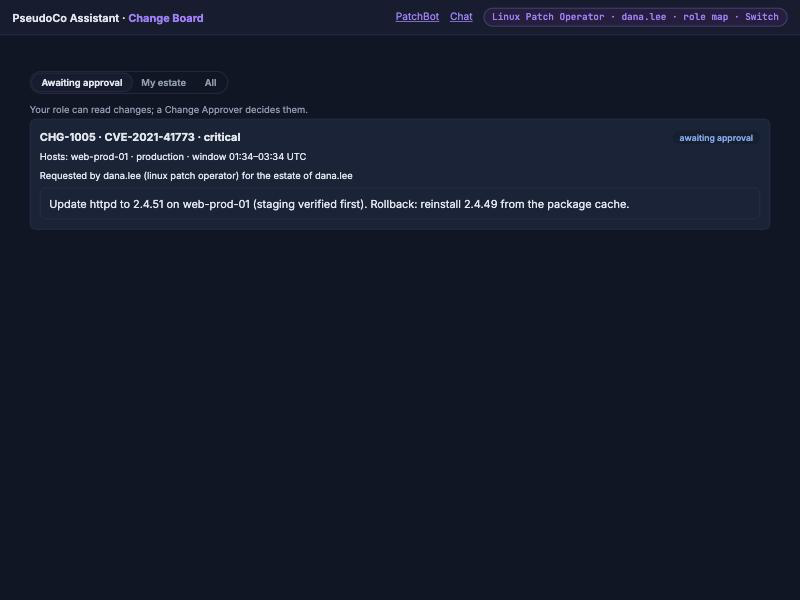 PseudoCo Assistant · Change Board
PatchBot Chat Linux Patch Operator · dana.lee · role map · Switch
Awaiting approval My estate All
Your role can read changes; a Change Approver decides them.
CHG-1005 · CVE-2021-41773 · critical
awaiting approval
Hosts: web-prod-01 · production · window 01:34–03:34 UTC
Requested by dana.lee (linux patch operator) for the estate of dana.lee
Update httpd to 2.4.51 on web-prod-01 (staging verified first). Rollback: reinstall 2.4.49 from the package cache.